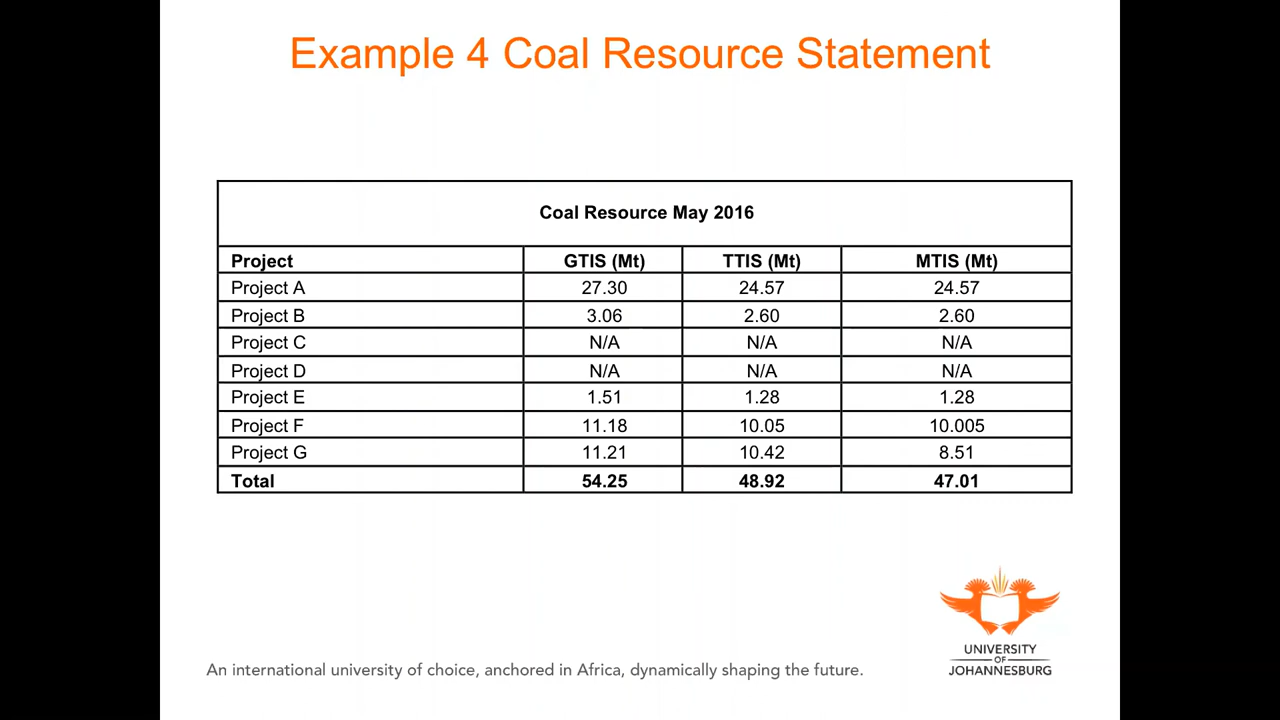 Example 4 Coal Resource Statement
Coal Resource May 2016
Project GTIS (Mt) TTIS (Mt) MTIS (Mt)
Project A 27.30 24.57 24.57
Project B 3.06 2.60 2.60
Project C N/A N/A N/A
Project D N/A N/A N/A
Project E 1.51 1.28 1.28
Project F 11.18 10.05 10.005
Project G 11.21 10.42 8.51
Total 54.25 48.92 47.01
UNIVERSITY
OF
JOHANNESBURG
An international university of choice, anchored in Africa, dynamically shaping the future.